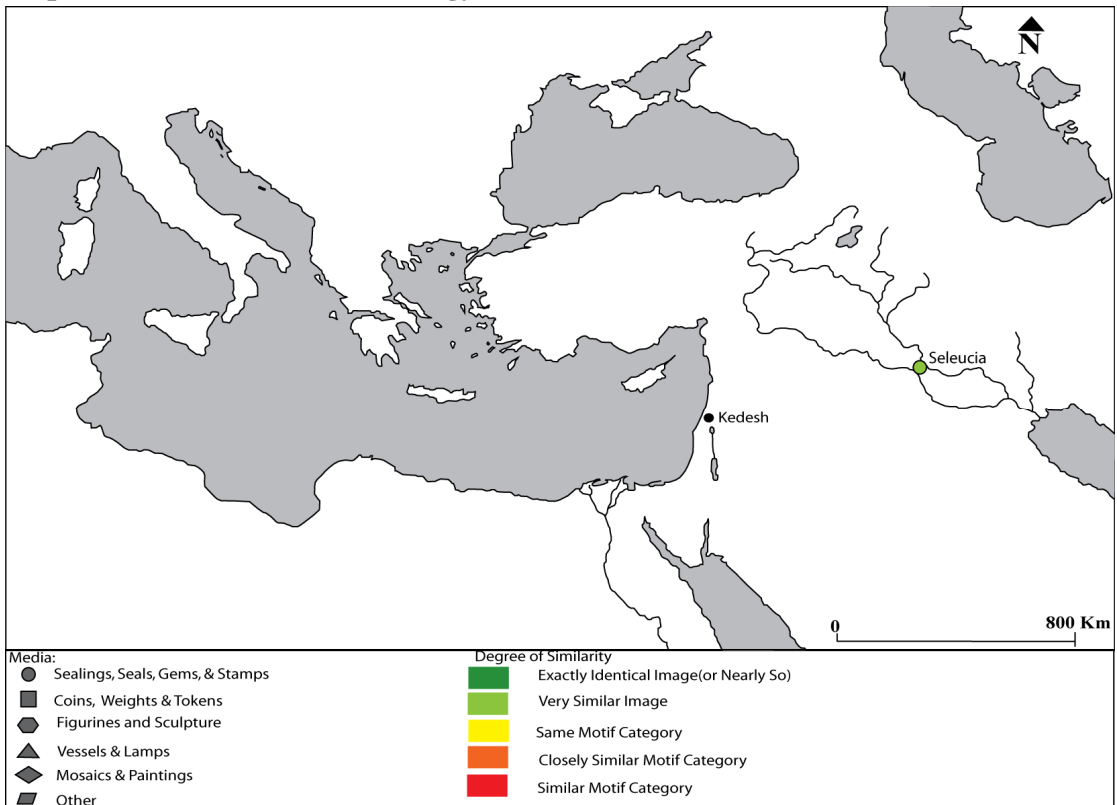 N
Seleucia
Kedesh
0 800 Km
Media:
Sealings, Seals, Gems, & Stamps
Coins, Weights & Tokens
Figurines and Sculpture
Vessels & Lamps
Mosaics & Paintings
Other
Degree of Similarity
Exactly Identical Image(or Nearly So)
Very Similar Image
Same Motif Category
Closely Similar Motif Category
Similar Motif Category